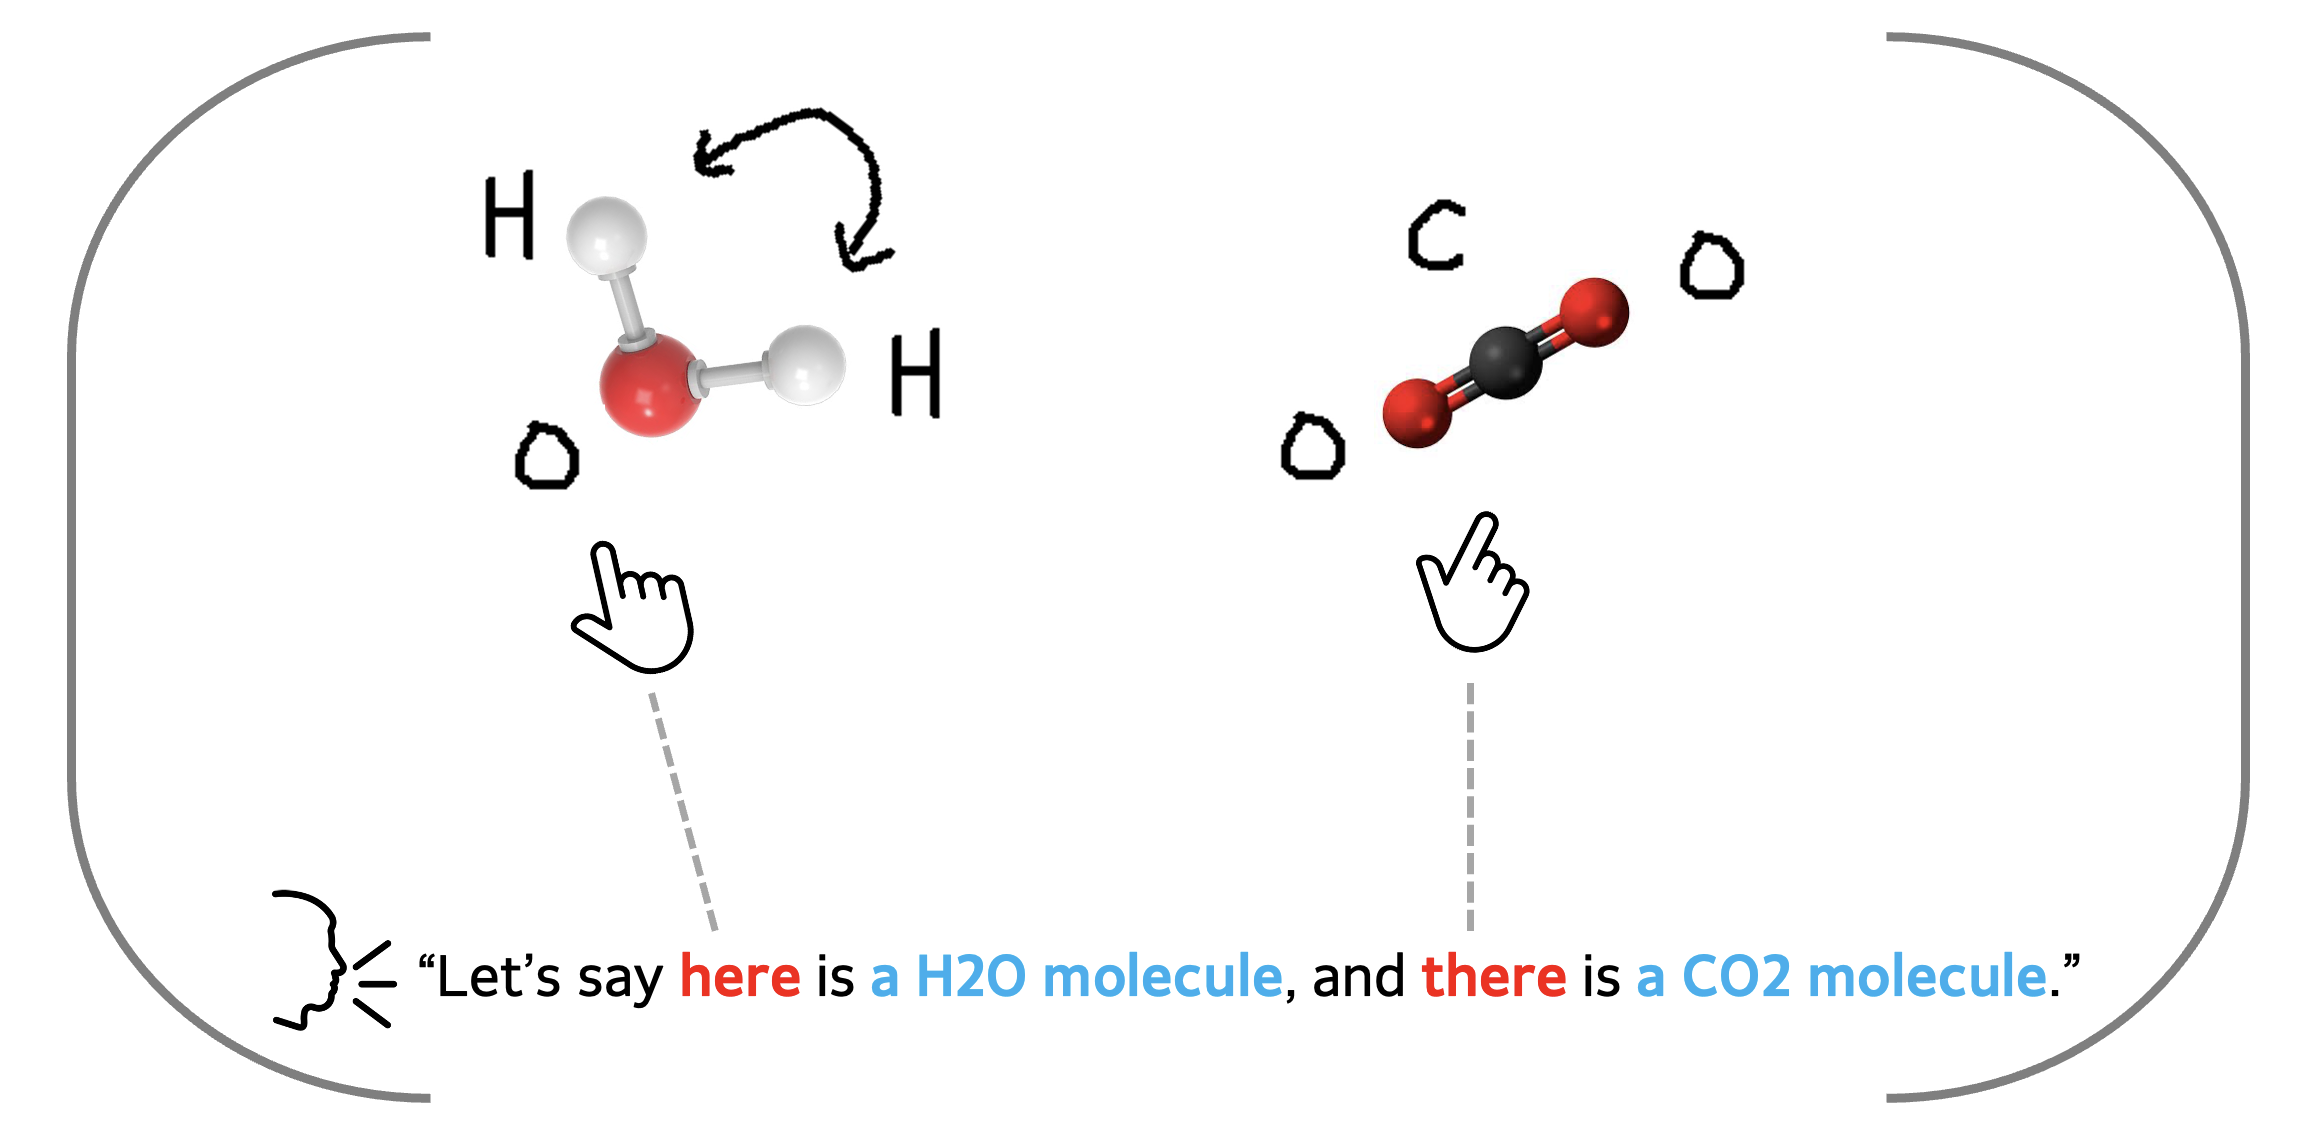 H
H
O
C
O
O
“Let’s say here is a H2O molecule, and there is a CO2 molecule.”